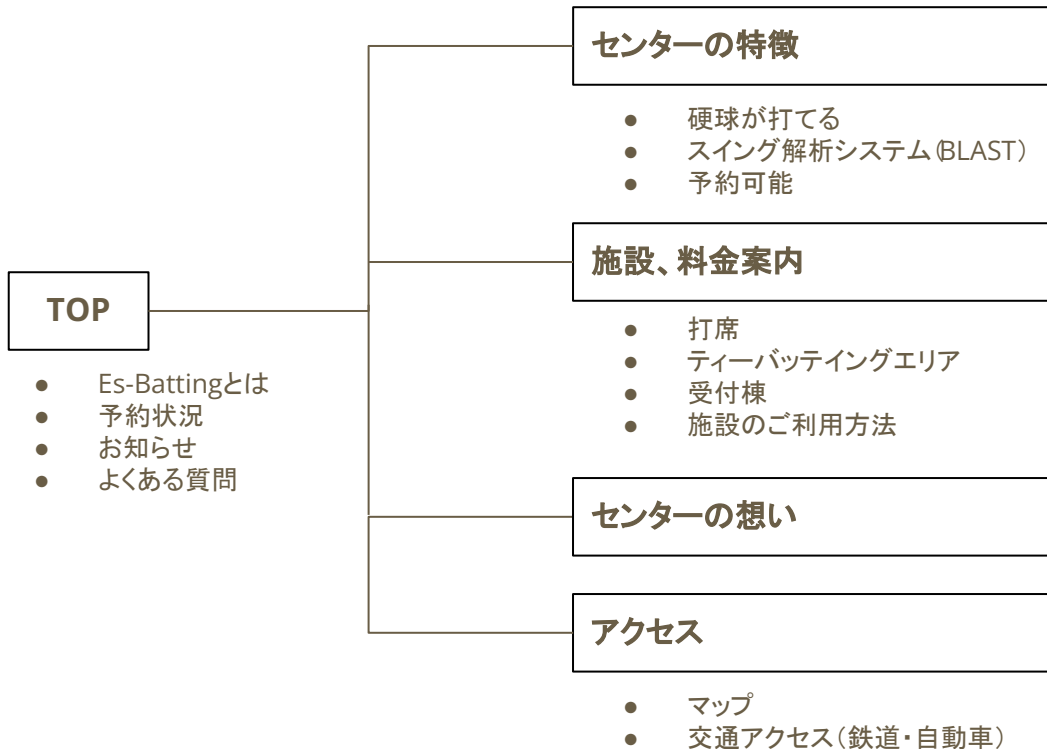 TOP
● Es-Battingとは
● 予約状況
● お知らせ
● よくある質問
センターの特徴
● 硬球が打てる
● スイング解析システム(BLAST)
● 予約可能
施設、料金案内
● 打席
● ティーバッテイングエリア
● 受付棟
● 施設のご利用方法
センターの想い
アクセス
● マップ
● 交通アクセス(鉄道・自動車)